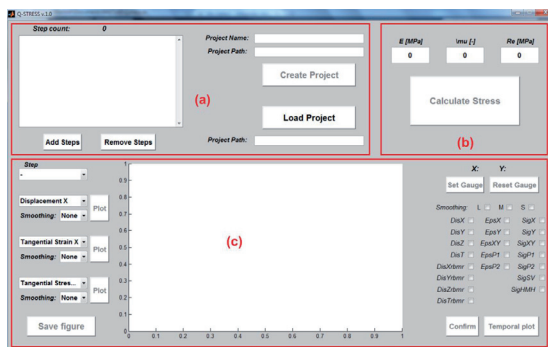 Q-STRESS v.1.0
Step count: 0
Project Name:
Project Path:
Create Project
(a)
Load Project
Add Steps Remove Steps
Project Path:
E [MPa] \mu [-] Re [MPa]
0 0 0
Calculate Stress
(b)
Step
-
Displacement X
Smoothing: None
Plot
Tangential Strain X
Smoothing: None
Plot
Tangential Stres...
Smoothing: None
Plot
Save figure
1
0.9
0.8
0.7
0.6
0.5
0.4
0.3
0.2
0.1
0
0 0.1 0.2 0.3 0.4 0.5 0.6 0.7 0.8 0.9 1
(c)
X: Y:
Set Gauge Reset Gauge
Smoothing: L M S
DisX EpsX SigX
DisY EpsY SigY
DisZ EpsXY SigXY
DisT EpsP1 SigP1
DisXrbmr EpsP2 SigP2
DisYrbmr SigSV
DisZrbmr SigHMH
DisTrbmr
Confirm Temporal plot